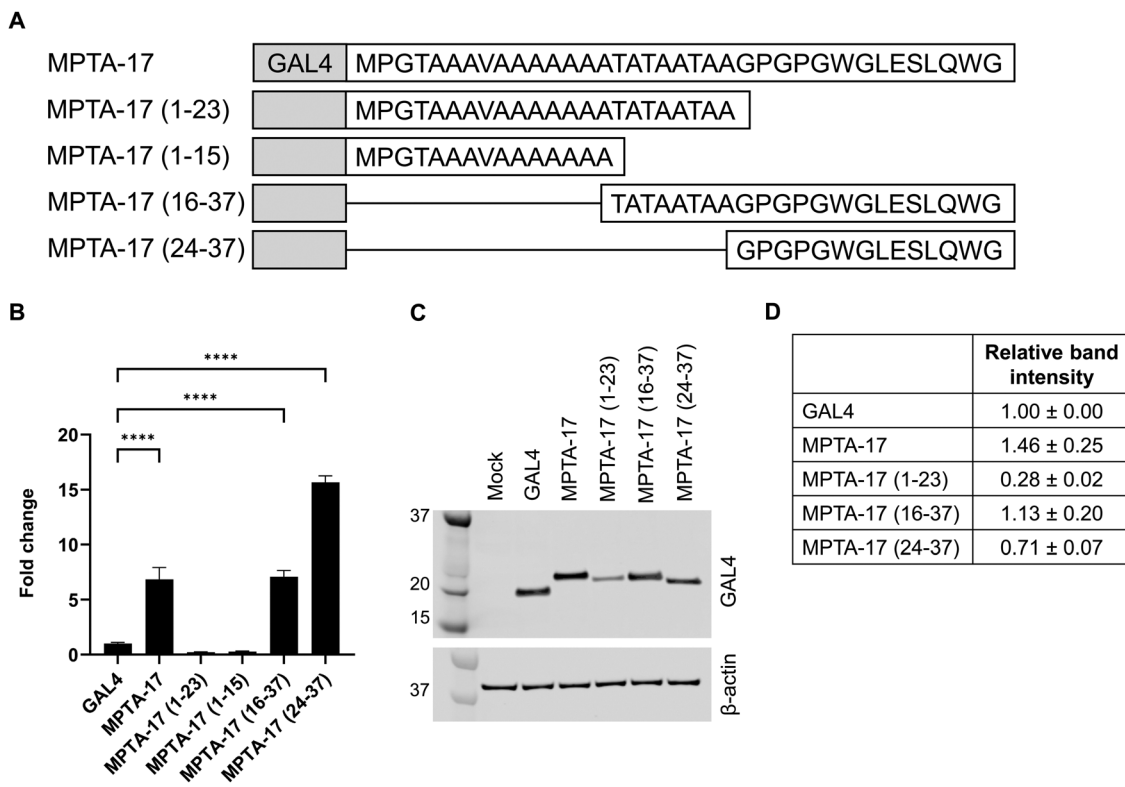 A
MPTA-17 GAL4 MPGTAAAVAAAAAAATATAATAAGPGPGWGLESLQWG
MPTA-17 (1-23) MPGTAAAVAAAAAAATATAATAA
MPTA-17 (1-15) MPGTAAAVAAAAAAA
MPTA-17 (16-37) TATAATAAGPGPGWGLESLQWG
MPTA-17 (24-37) GPGPGWGLESLQWG
B
****
****
****
Fold change
20
15
10
5
0
GAL4
MPTA-17
MPTA-17 (1-23)
MPTA-17 (1-15)
MPTA-17 (16-37)
MPTA-17 (24-37)
C
Mock
GAL4
MPTA-17
MPTA-17 (1-23)
MPTA-17 (16-37)
MPTA-17 (24-37)
37
20
15
GAL4
37
β-actin
D
Relative band
intensity
GAL4 1.00 ± 0.00
MPTA-17 1.46 ± 0.25
MPTA-17 (1-23) 0.28 ± 0.02
MPTA-17 (16-37) 1.13 ± 0.20
MPTA-17 (24-37) 0.71 ± 0.07